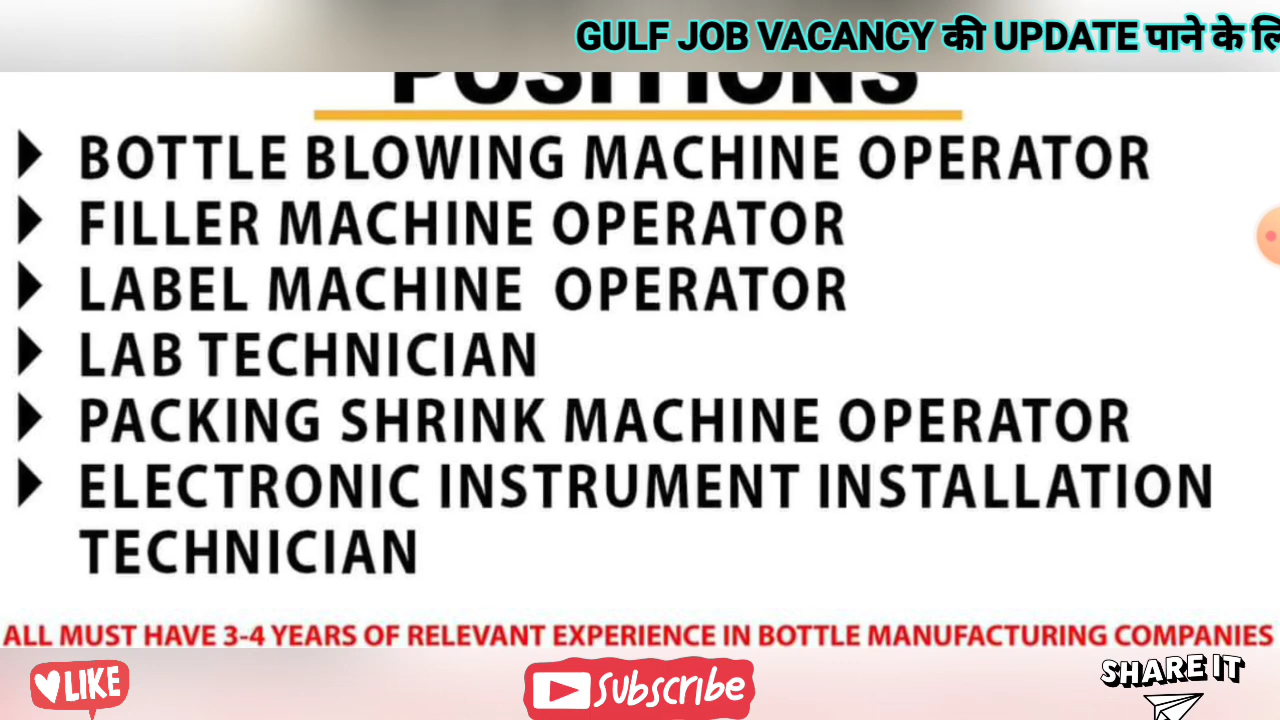 GULF JOB VACANCY की UPDATE पाने के
POSITIONS
BOTTLE BLOWING MACHINE OPERATOR
FILLER MACHINE OPERATOR
LABEL MACHINE OPERATOR
LAB TECHNICIAN
PACKING SHRINK MACHINE OPERATOR
ELECTRONIC INSTRUMENT INSTALLATION
TECHNICIAN
ALL MUST HAVE 3-4 YEARS OF RELEVANT EXPERIENCE IN BOTTLE MANUFACTURING COMPANIES
LIKE
Subscribe
SHARE IT